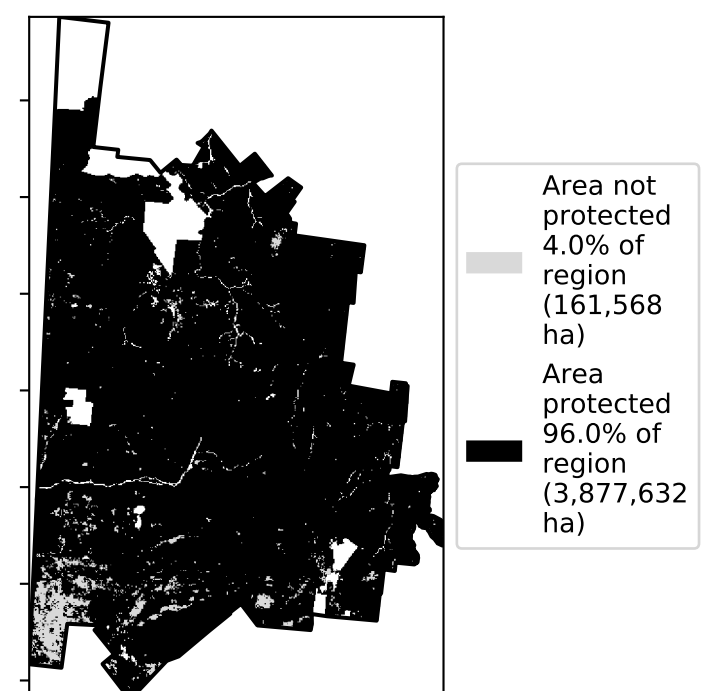 Area not
protected
4.0% of
region
(161,568
ha)
Area
protected
96.0% of
region
(3,877,632
ha)